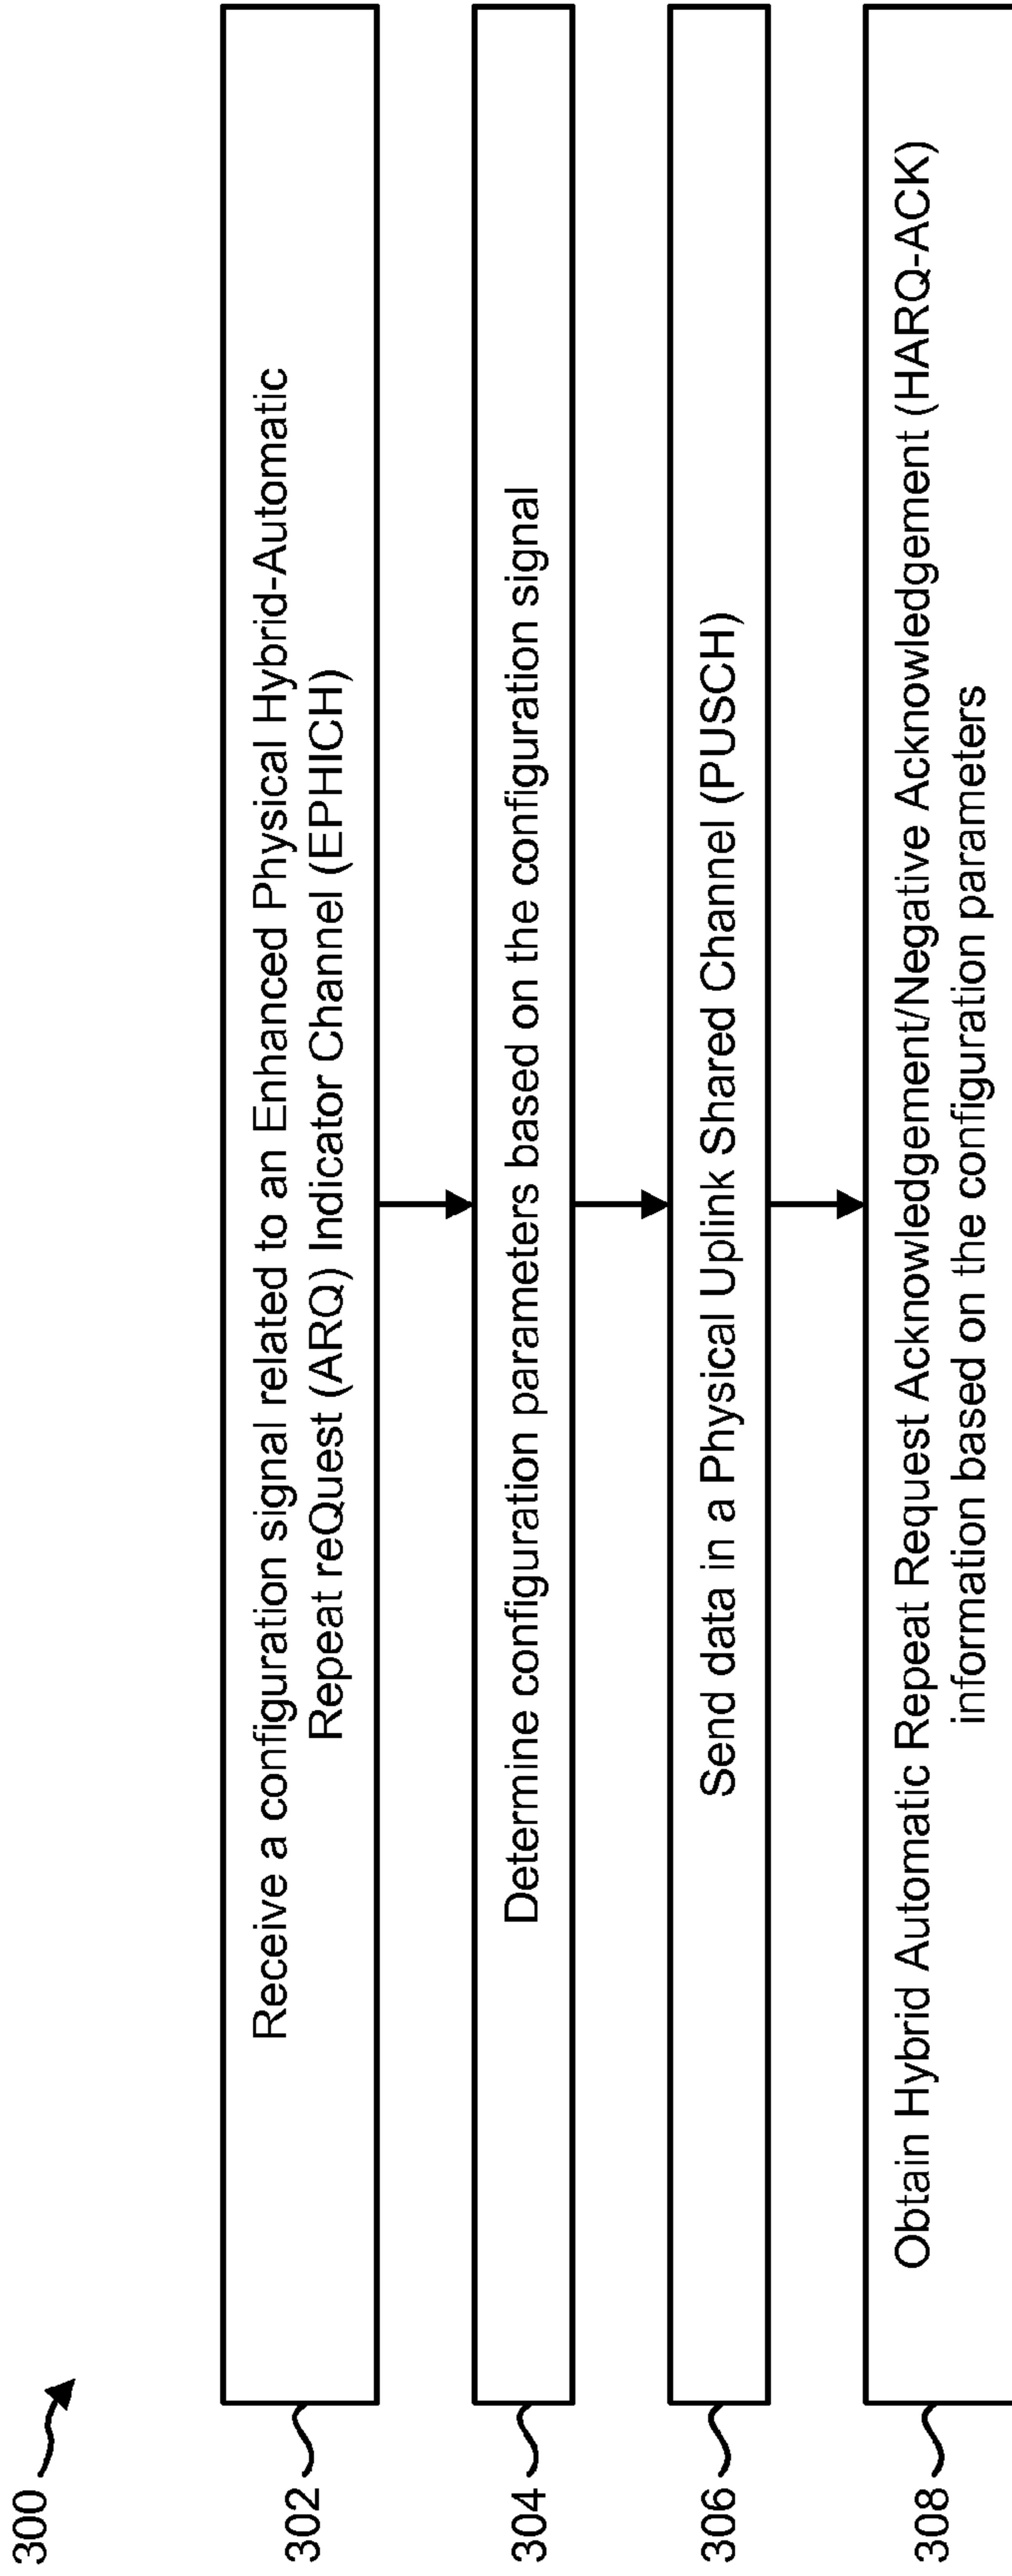 300
302
Receive a configuration signal related to an Enhanced Physical Hybrid-Automatic
Repeat reQuest (ARQ) Indicator Channel (EPHICH)
304
Determine configuration parameters based on the configuration signal
306
Send data in a Physical Uplink Shared Channel (PUSCH)
308
Obtain Hybrid Automatic Repeat Request Acknowledgement/Negative Acknowledgement (HARQ-ACK)
information based on the configuration parameters